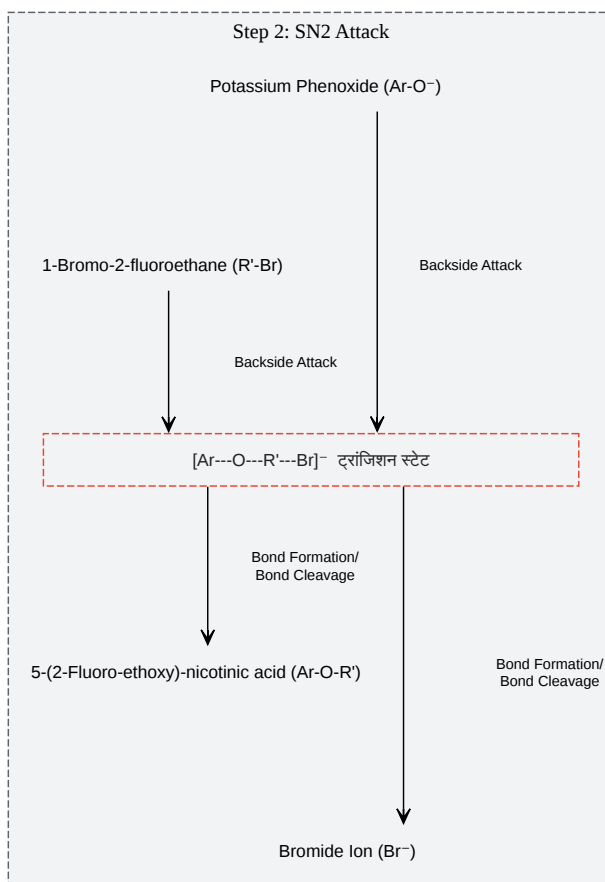 Step 2: SN2 Attack
Potassium Phenoxide (Ar-O⁻)
1-Bromo-2-fluoroethane (R'-Br)
Backside Attack
Backside Attack
[Ar---O---R'---Br]⁻ ट्रांजिशन स्टेट
Bond Formation/
Bond Cleavage
5-(2-Fluoro-ethoxy)-nicotinic acid (Ar-O-R')
Bond Formation/
Bond Cleavage
Bromide Ion (Br⁻)